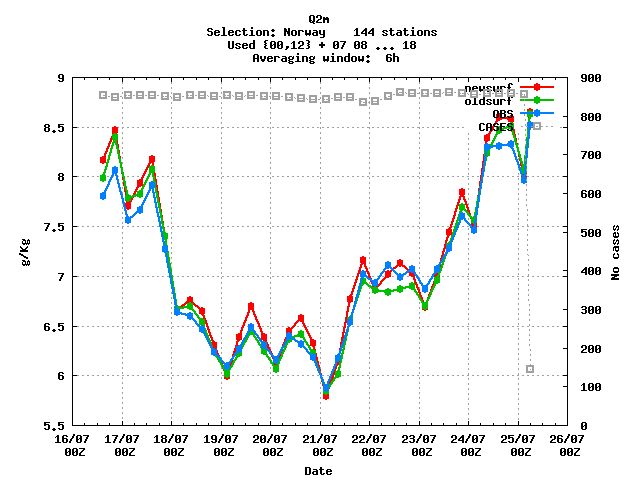 Q2m
Selection: Norway    144 stations
Used {00,12} + 07 08 ... 18
Averaging window:  6h
newsurf
oldsurf
OBS
CASES
9
8.5
8
7.5
7
6.5
6
5.5
g/Kg
900
800
700
600
500
400
300
200
100
0
No cases
16/07 17/07 18/07 19/07 20/07 21/07 22/07 23/07 24/07 25/07 26/07
00Z 00Z 00Z 00Z 00Z 00Z 00Z 00Z 00Z 00Z 00Z
Date